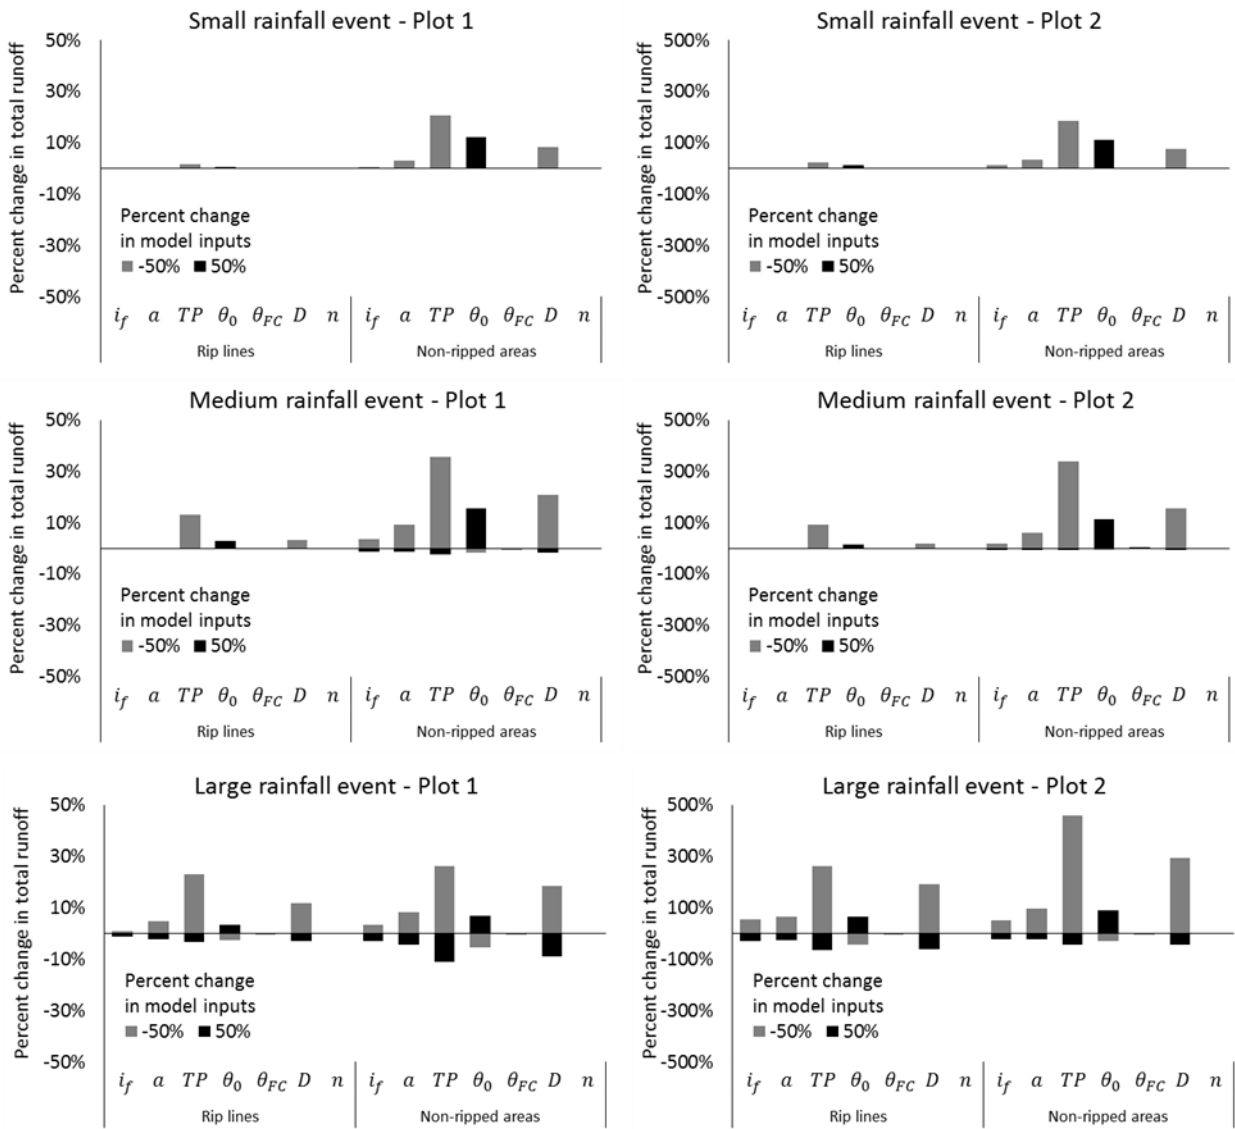 Small rainfall event - Plot 1
Percent change in total runoff
50%
30%
10%
-10%
-30%
-50%
Percent change
in model inputs
-50% 50%
i_f a TP θ_0 θ_FC D n i_f a TP θ_0 θ_FC D n
Rip lines Non-ripped areas
Small rainfall event - Plot 2
Percent change in total runoff
500%
300%
100%
-100%
-300%
-500%
Percent change
in model inputs
-50% 50%
i_f a TP θ_0 θ_FC D n i_f a TP θ_0 θ_FC D n
Rip lines Non-ripped areas
Medium rainfall event - Plot 1
Percent change in total runoff
50%
30%
10%
-10%
-30%
-50%
Percent change
in model inputs
-50% 50%
i_f a TP θ_0 θ_FC D n i_f a TP θ_0 θ_FC D n
Rip lines Non-ripped areas
Medium rainfall event - Plot 2
Percent change in total runoff
500%
300%
100%
-100%
-300%
-500%
Percent change
in model inputs
-50% 50%
i_f a TP θ_0 θ_FC D n i_f a TP θ_0 θ_FC D n
Rip lines Non-ripped areas
Large rainfall event - Plot 1
Percent change in total runoff
50%
30%
10%
-10%
-30%
-50%
Percent change
in model inputs
-50% 50%
i_f a TP θ_0 θ_FC D n i_f a TP θ_0 θ_FC D n
Rip lines Non-ripped areas
Large rainfall event - Plot 2
Percent change in total runoff
500%
300%
100%
-100%
-300%
-500%
Percent change
in model inputs
-50% 50%
i_f a TP θ_0 θ_FC D n i_f a TP θ_0 θ_FC D n
Rip lines Non-ripped areas